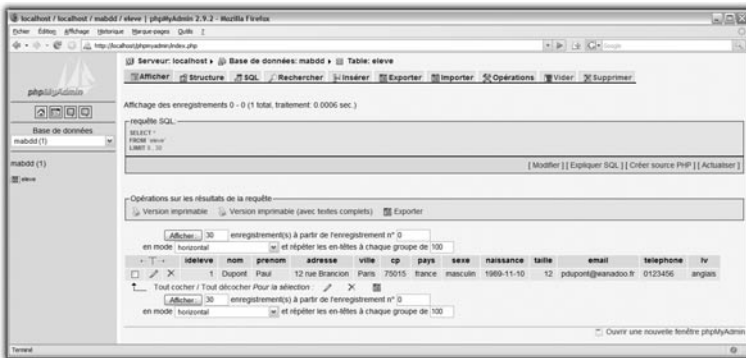 localhost / localhost / mabdd / eleve | phpMyAdmin 2.9.2 - Mozilla Firefox
Fichier Édition Affichage Historique Marque-pages Outils ?
http://localhost/phpmyadmin/index.php
Google
phpMyAdmin
Base de données
mabdd (1)
mabdd (1)
eleve
Serveur: localhost ▸ Base de données: mabdd ▸ Table: eleve
Afficher Structure SQL Rechercher Insérer Exporter Importer Opérations Vider Supprimer
Affichage des enregistrements 0 - 0 (1 total, traitement: 0.0006 sec.)
requête SQL:
SELECT *
FROM `eleve`
LIMIT 0 , 30
[ Modifier ] [ Expliquer SQL ] [ Créer source PHP ] [ Actualiser ]
Opérations sur les résultats de la requête
Version imprimable Version imprimable (avec textes complets) Exporter
Afficher : 30 enregistrement(s) à partir de l'enregistrement n° 0
en mode horizontal et répéter les en-têtes à chaque groupe de 100
←T→ ideleve nom prenom adresse ville cp pays sexe naissance taille email telephone lv
1 Dupont Paul 12 rue Brancion Paris 75015 france masculin 1969-11-10 12 pdupont@wanadoo.fr 0123456 anglais
Tout cocher / Tout décocher Pour la sélection :
Afficher : 30 enregistrement(s) à partir de l'enregistrement n° 0
en mode horizontal et répéter les en-têtes à chaque groupe de 100
Ouvrir une nouvelle fenêtre phpMyAdmin
Terminé